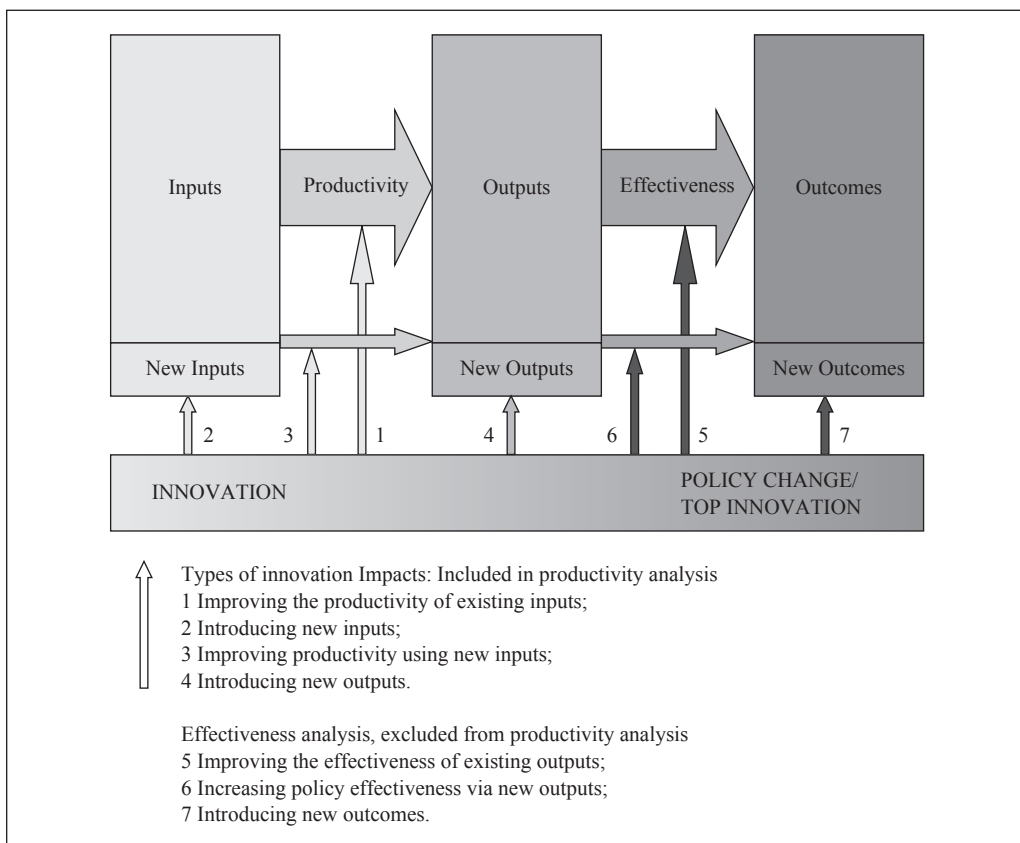 Inputs
Productivity
Outputs
Effectiveness
Outcomes
New Inputs
New Outputs
New Outcomes
2
3
1
4
6
5
7
INNOVATION
POLICY CHANGE/
TOP INNOVATION
Types of innovation Impacts: Included in productivity analysis
1 Improving the productivity of existing inputs;
2 Introducing new inputs;
3 Improving productivity using new inputs;
4 Introducing new outputs.
Effectiveness analysis, excluded from productivity analysis
5 Improving the effectiveness of existing outputs;
6 Increasing policy effectiveness via new outputs;
7 Introducing new outcomes.